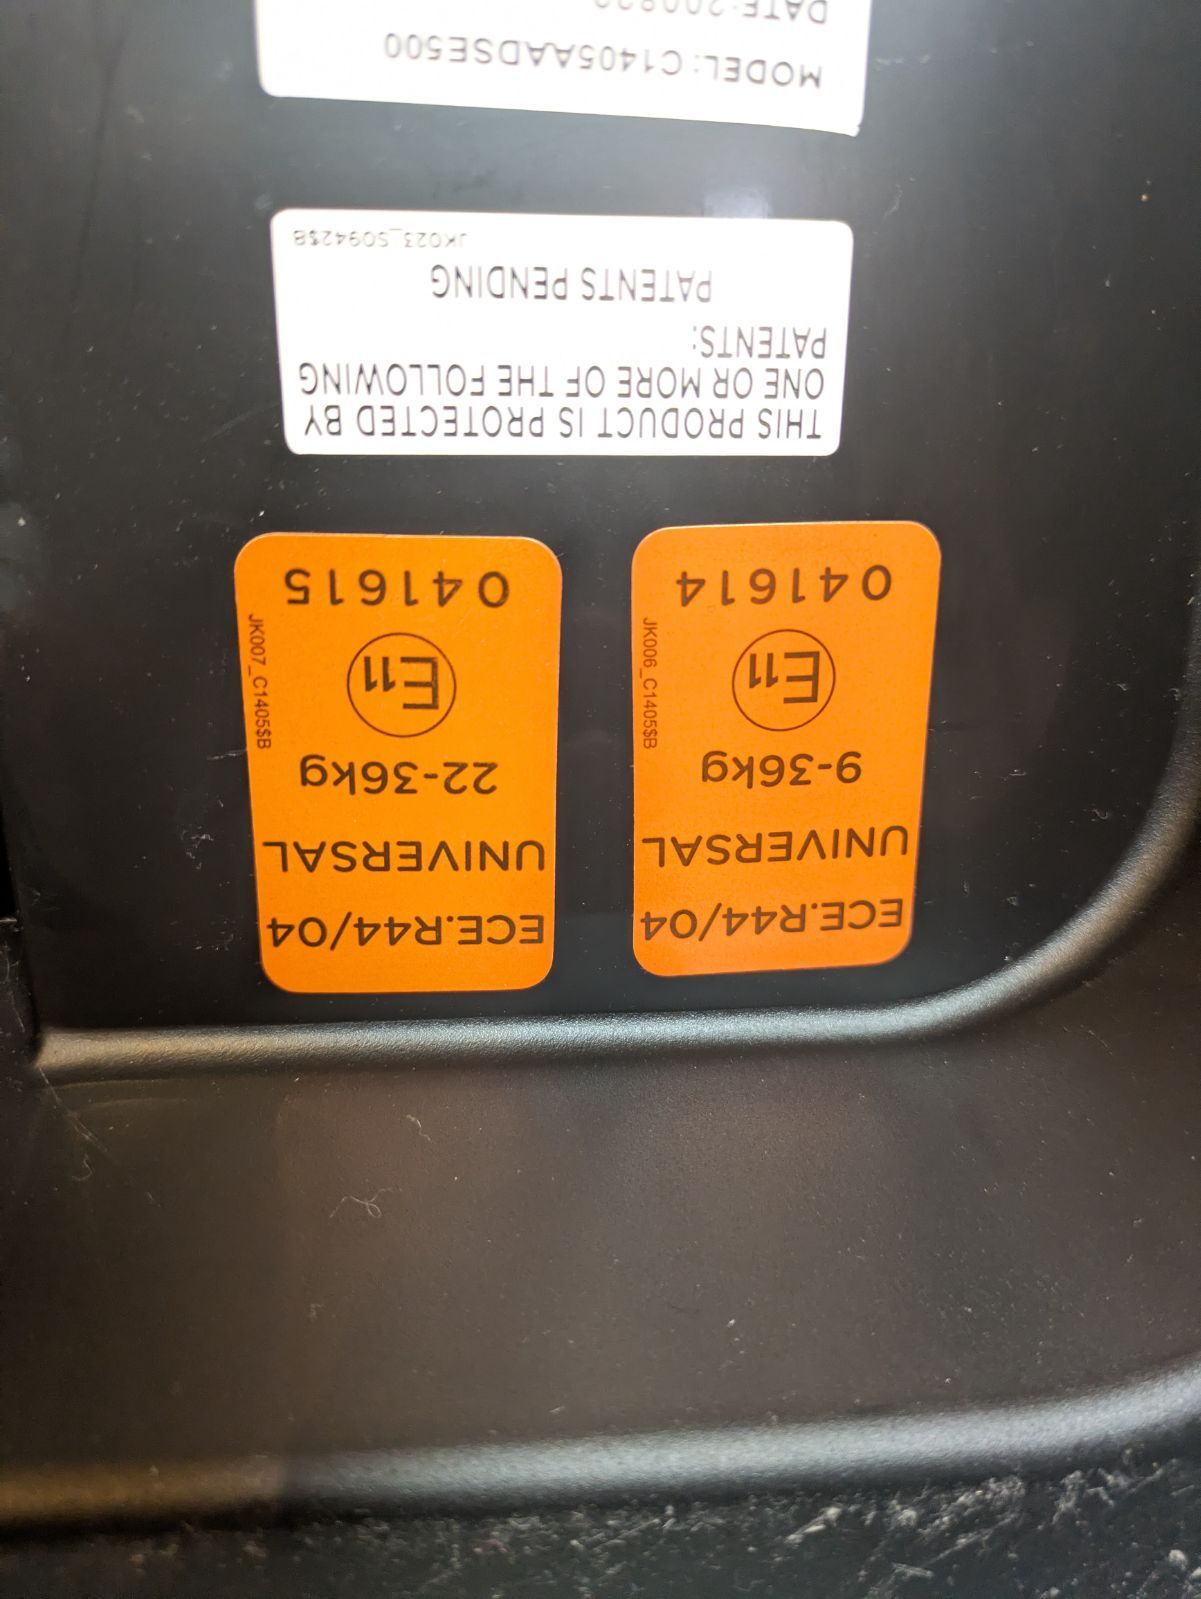 ECE.R44/04
UNIVERSAL
9-36kg
E11
041614
JK006_C1405$B
ECE.R44/04
UNIVERSAL
22-36kg
E11
041615
JK007_C1405$B
THIS PRODUCT IS PROTECTED BY
ONE OR MORE OF THE FOLLOWING
PATENTS:
PATENTS PENDING
JK023_S0942$B
MODEL: C1405AADSE500
DATE: